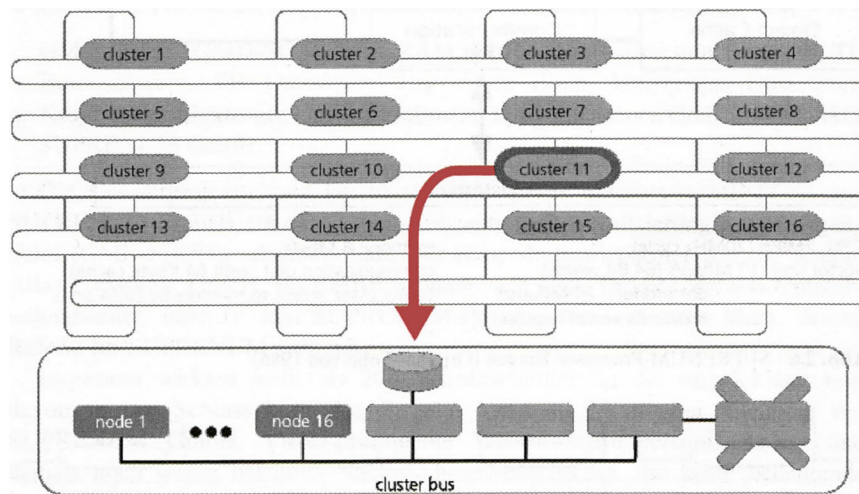 cluster 1 cluster 2 cluster 3 cluster 4
cluster 5 cluster 6 cluster 7 cluster 8
cluster 9 cluster 10 cluster 11 cluster 12
cluster 13 cluster 14 cluster 15 cluster 16
node 1 ••• node 16
cluster bus